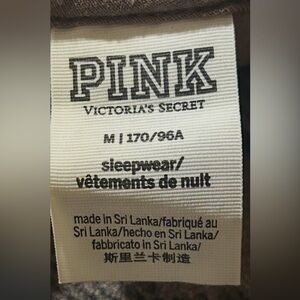 PINK
VICTORIA'S SECRET
M | 170/96A
sleepwear/
vêtements de nuit
made in Sri Lanka/fabriqué au
Sri Lanka/hecho en Sri Lanka/
fabbricato in Sri Lanka/
斯里兰卡制造